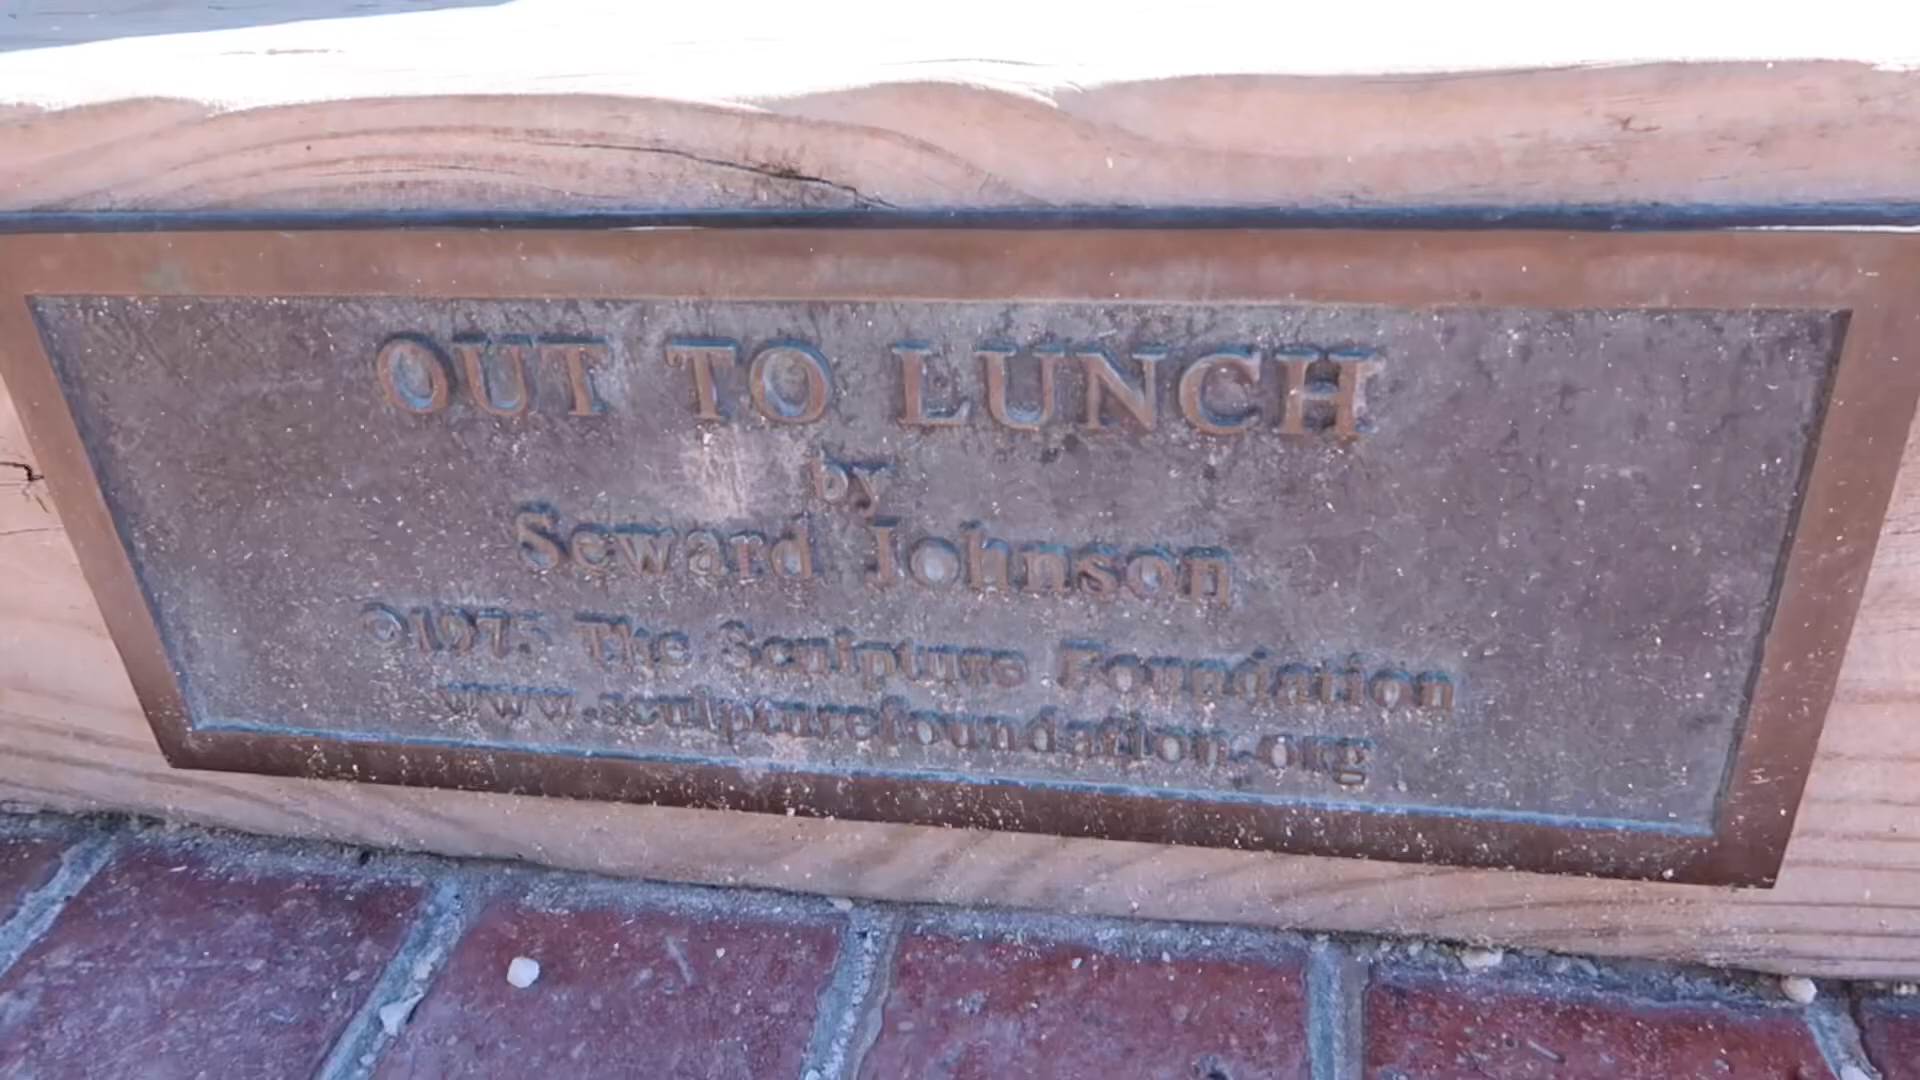 OUT TO LUNCH
by
Seward Johnson
©1975 The Sculpture Foundation
www.sculpturefoundation.org